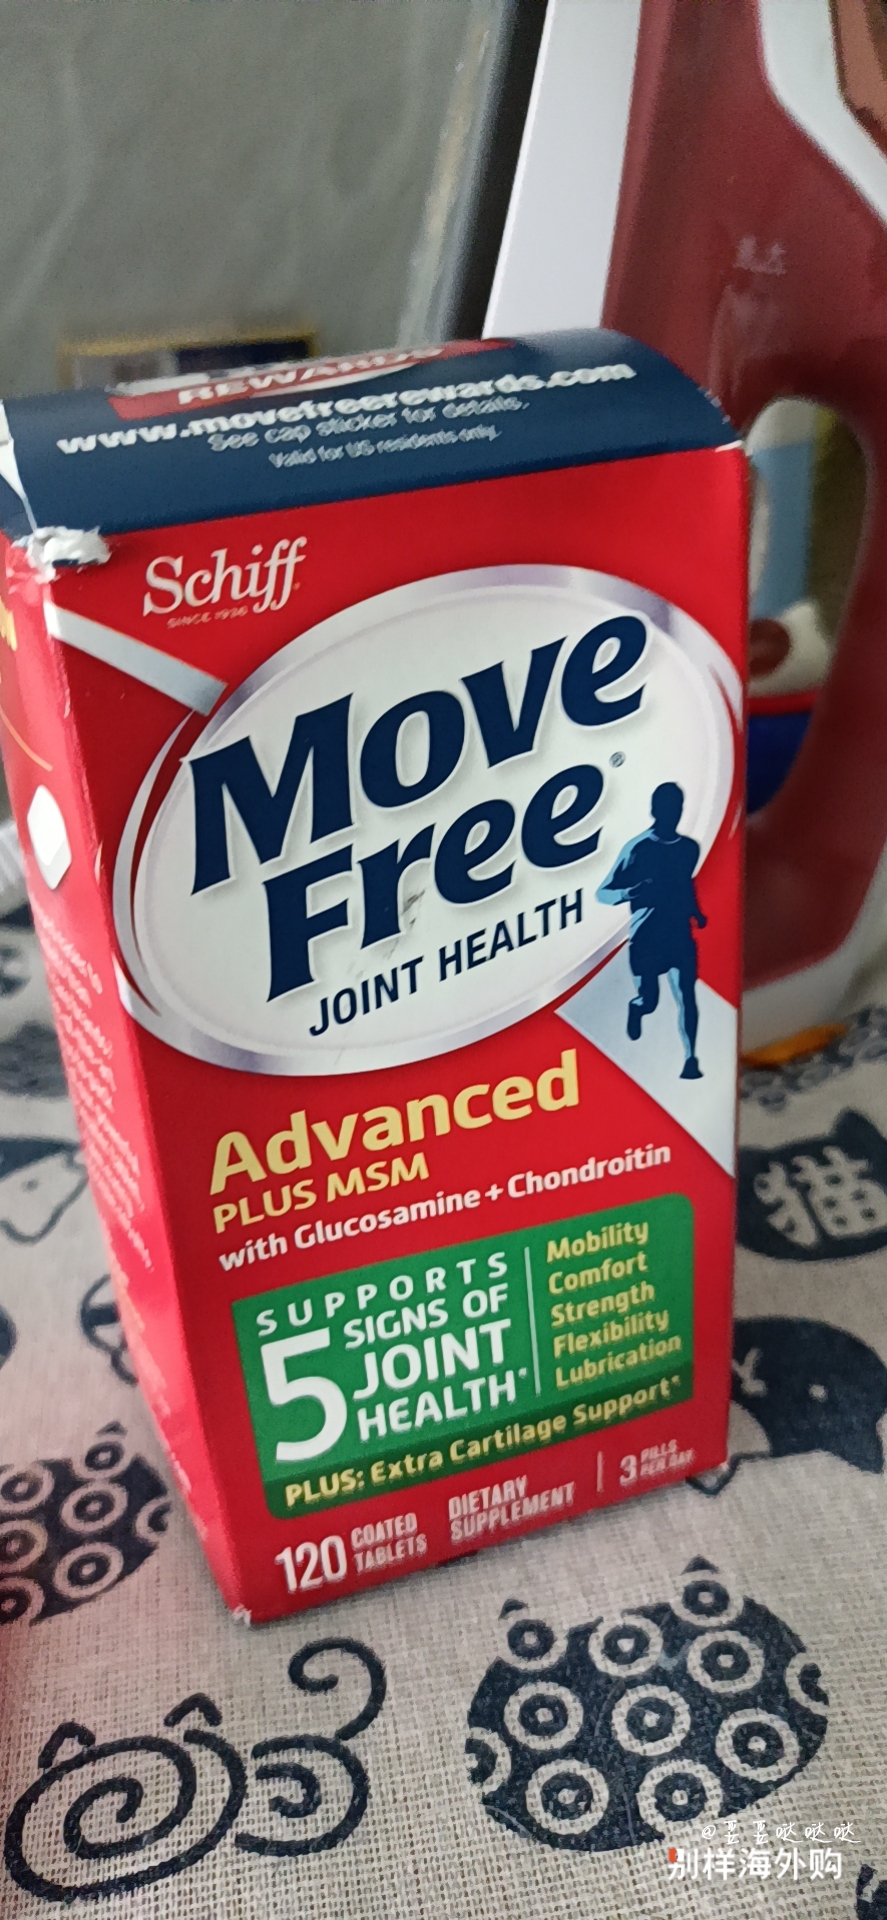 REWARDS
www.movefreerewards.com
See cap sticker for details.
Valid for US residents only.
Schiff
SINCE 1936
Move
Free®
JOINT HEALTH
Advanced
PLUS MSM
with Glucosamine + Chondroitin
SUPPORTS
5 SIGNS OF
JOINT
HEALTH*
Mobility
Comfort
Strength
Flexibility
Lubrication
PLUS: Extra Cartilage Support*
120 COATED
TABLETS
DIETARY
SUPPLEMENT
3 PILLS
PER DAY
猫
@要要哒哒哒
别样海外购